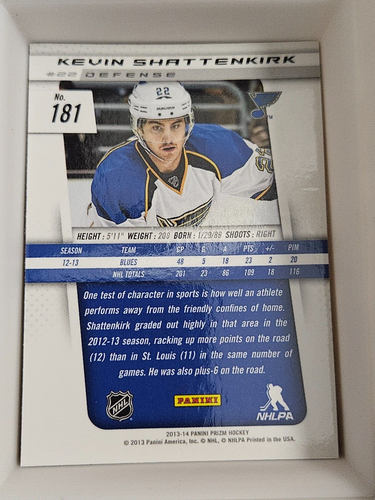 KEVIN SHATTENKIRK
#22 DEFENSE
No.
181
22
HEIGHT: 5'11" WEIGHT: 200 BORN: 1/29/89 SHOOTS: RIGHT
SEASON TEAM GP G A PTS +/- PIM
12-13 BLUES 48 5 18 23 2 20
NHL TOTALS 201 23 86 109 18 116
One test of character in sports is how well an athlete
performs away from the friendly confines of home.
Shattenkirk graded out highly in that area in the
2012-13 season, racking up more points on the road
(12) than in St. Louis (11) in the same number of
games. He was also plus-6 on the road.
NHL
PANINI
NHLPA
2013-14 PANINI PRIZM HOCKEY
© 2013 Panini America, Inc. © NHL, © NHLPA Printed in the USA.